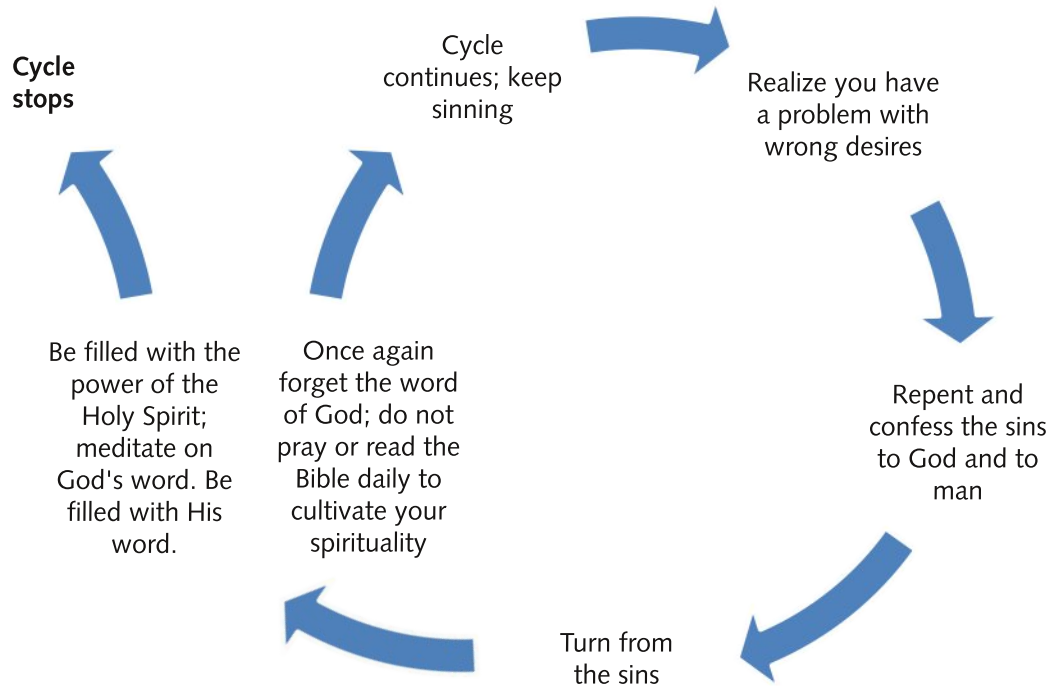 Cycle
stops
Cycle
continues; keep
sinning
Realize you have
a problem with
wrong desires
Repent and
confess the sins
to God and to
man
Turn from
the sins
Once again
forget the word
of God; do not
pray or read the
Bible daily to
cultivate your
spirituality
Be filled with the
power of the
Holy Spirit;
meditate on
God's word. Be
filled with His
word.